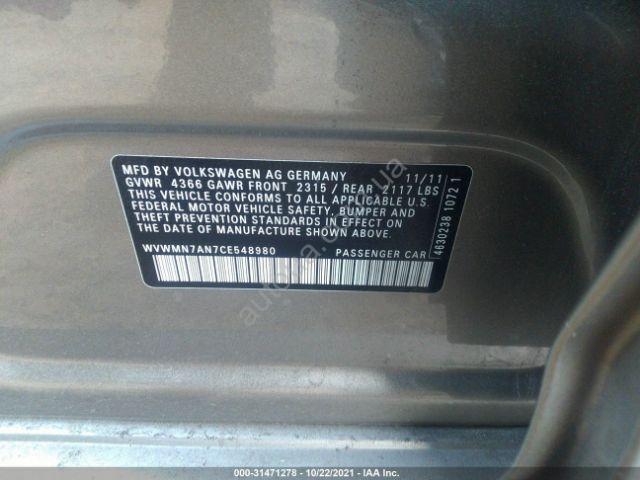 MFD BY VOLKSWAGEN AG GERMANY 11/11
GVWR 4366 GAWR FRONT 2315 / REAR 2117 LBS
THIS VEHICLE CONFORMS TO ALL APPLICABLE U.S.
FEDERAL MOTOR VEHICLE SAFETY, BUMPER AND
THEFT PREVENTION STANDARDS IN EFFECT ON
THE DATE OF MANUFACTURE SHOWN ABOVE.
WVWMN7AN7CE548980 PASSENGER CAR
4630238 1072 1
000-31471278 - 10/22/2021 - IAA Inc.